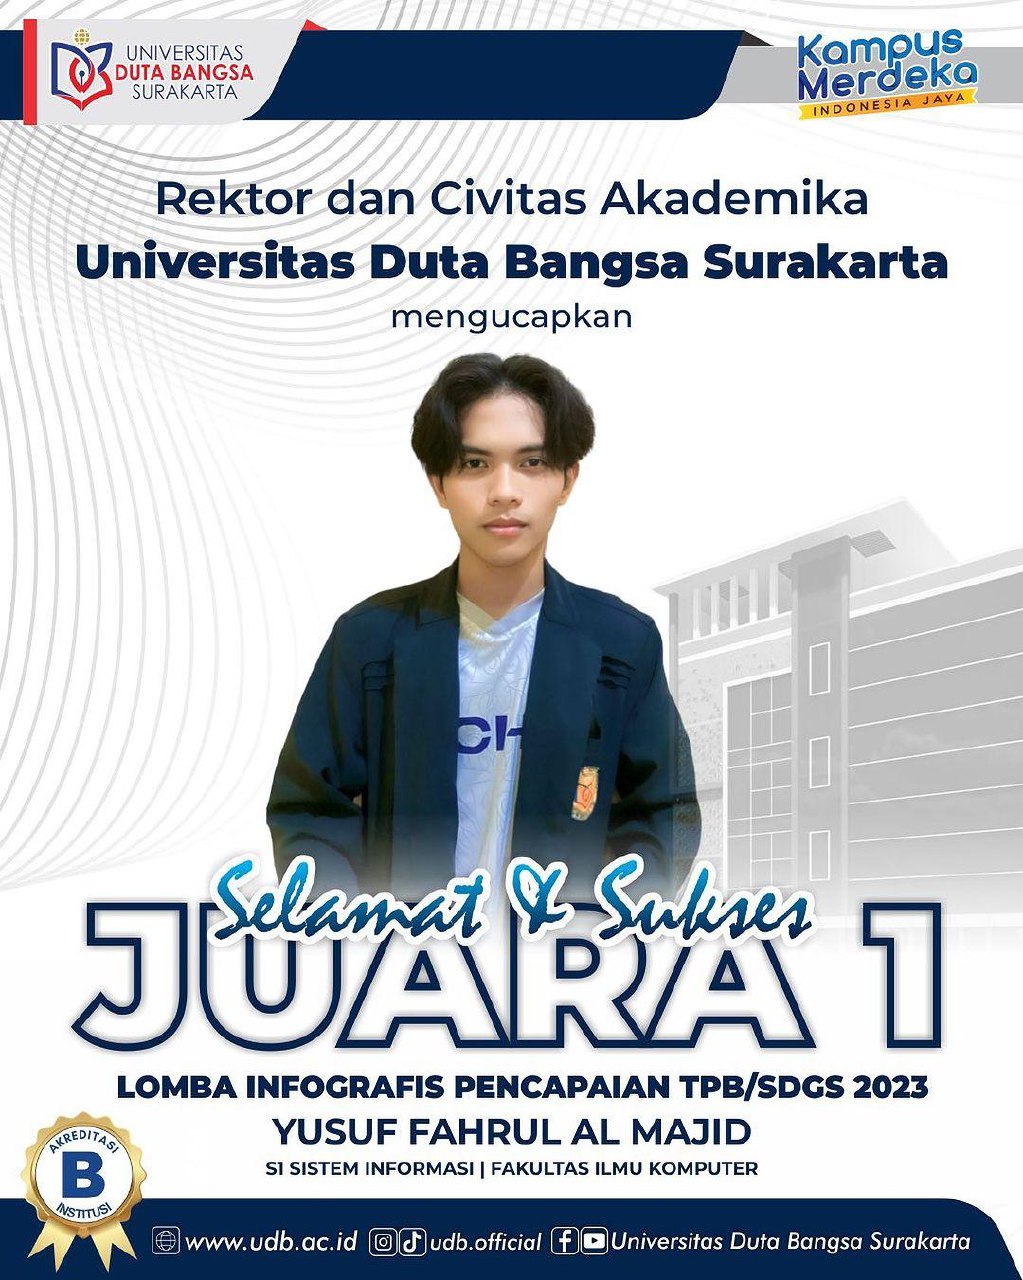 UNIVERSITAS
DUTA BANGSA
SURAKARTA
Kampus
Merdeka
INDONESIA JAYA
Rektor dan Civitas Akademika
Universitas Duta Bangsa Surakarta
mengucapkan
CH
Selamat & Sukses
JUARA 1
LOMBA INFOGRAFIS PENCAPAIAN TPB/SDGS 2023
YUSUF FAHRUL AL MAJID
SI SISTEM INFORMASI | FAKULTAS ILMU KOMPUTER
AKREDITASI
B
INSTITUSI
www.udb.ac.id udb.official Universitas Duta Bangsa Surakarta